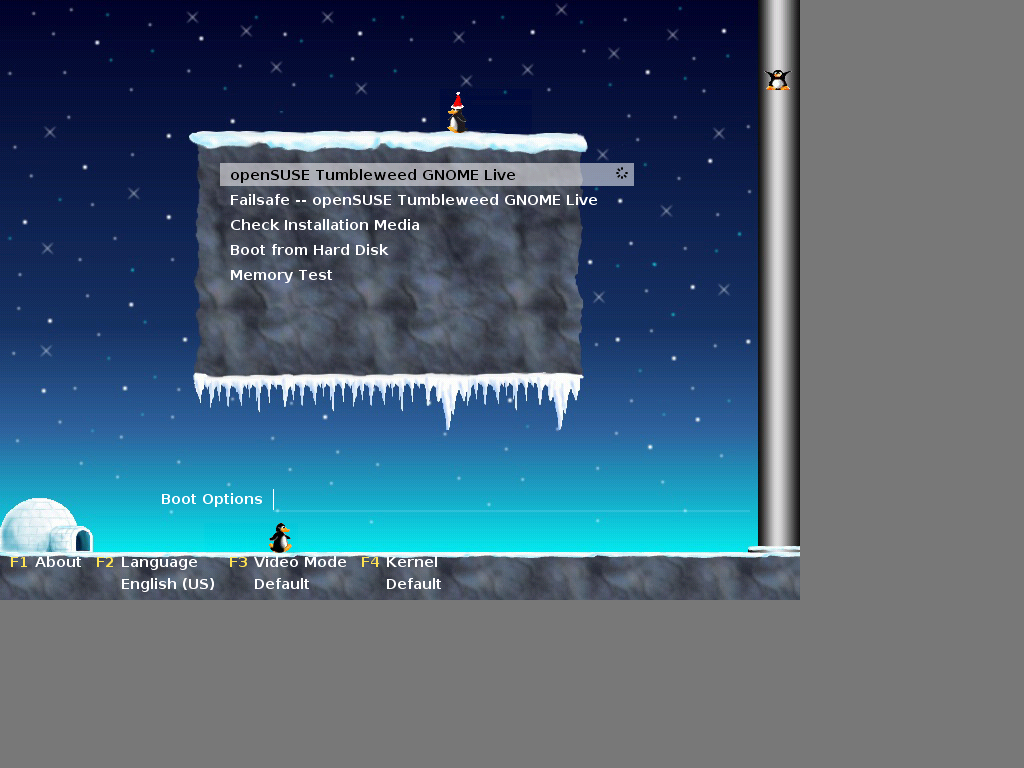 openSUSE Tumbleweed GNOME Live
Failsafe -- openSUSE Tumbleweed GNOME Live
Check Installation Media
Boot from Hard Disk
Memory Test
Boot Options
F1 About F2 Language F3 Video Mode F4 Kernel
English (US) Default Default